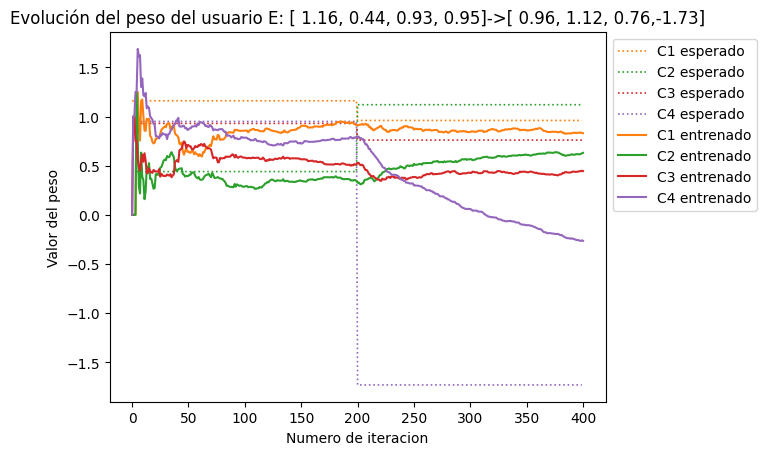 Evolución del peso del usuario E: [ 1.16, 0.44, 0.93, 0.95]->[ 0.96, 1.12, 0.76,-1.73]
C1 esperado
C2 esperado
C3 esperado
C4 esperado
C1 entrenado
C2 entrenado
C3 entrenado
C4 entrenado
Valor del peso
1.5
1.0
0.5
0.0
−0.5
−1.0
−1.5
0 50 100 150 200 250 300 350 400
Numero de iteracion